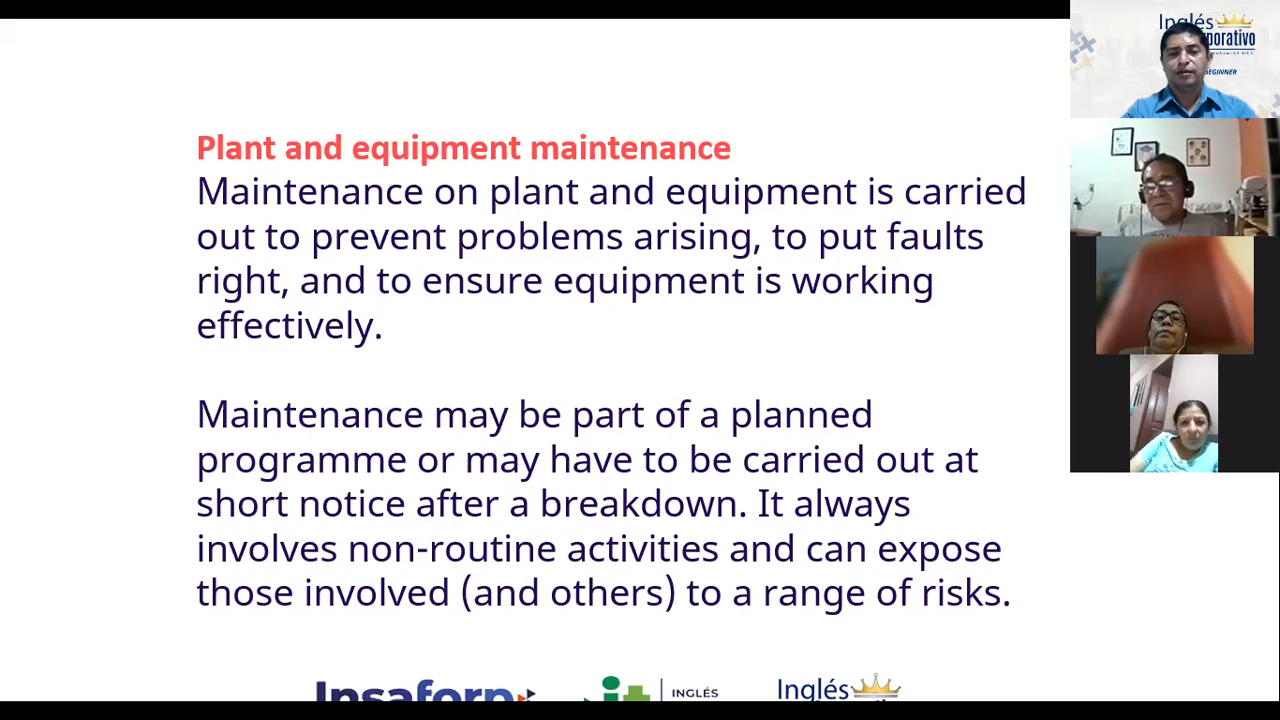 Plant and equipment maintenance
Maintenance on plant and equipment is carried
out to prevent problems arising, to put faults
right, and to ensure equipment is working
effectively.
Maintenance may be part of a planned
programme or may have to be carried out at
short notice after a breakdown. It always
involves non-routine activities and can expose
those involved (and others) to a range of risks.
Insaforp
INGLÉS
Inglés
Inglés
BEGINNER